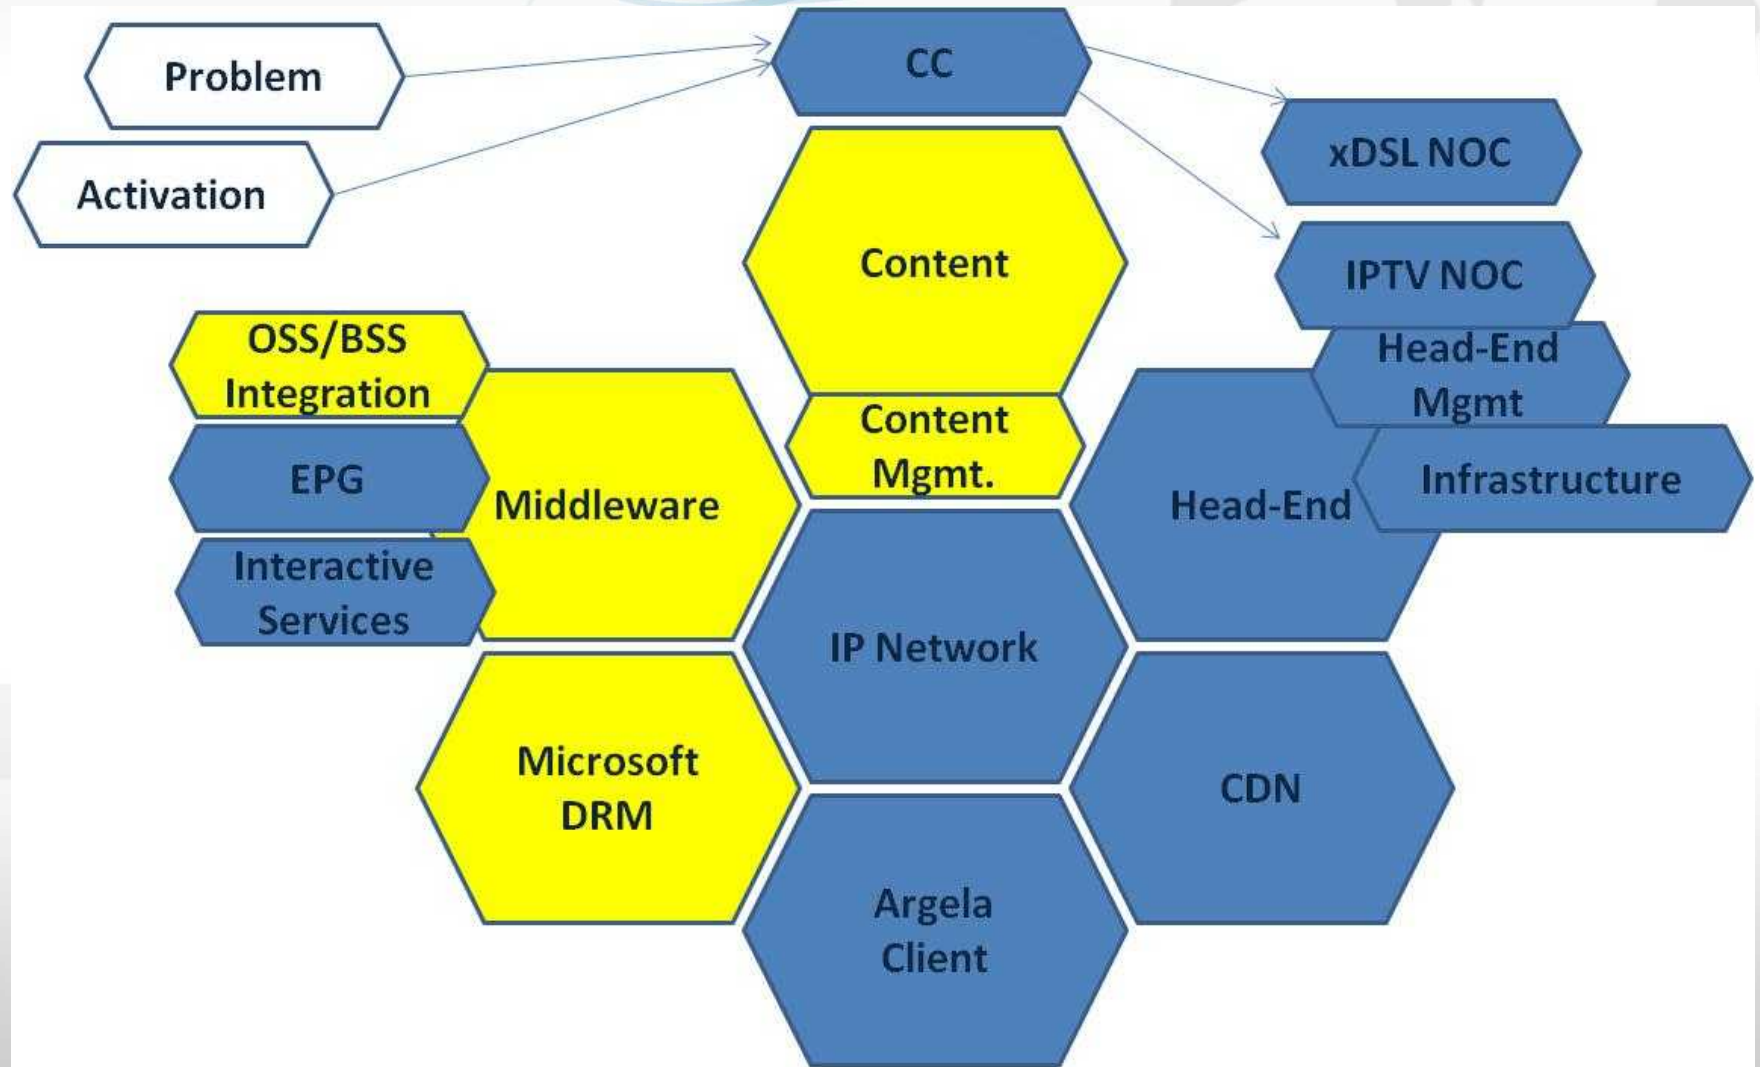 Problem
CC
Activation
xDSL NOC
Content
IPTV NOC
OSS/BSS
Integration
Head-End
Mgmt
Content
Mgmt.
EPG
Middleware
Head-End
Infrastructure
Interactive
Services
IP Network
Microsoft
DRM
CDN
Argela
Client